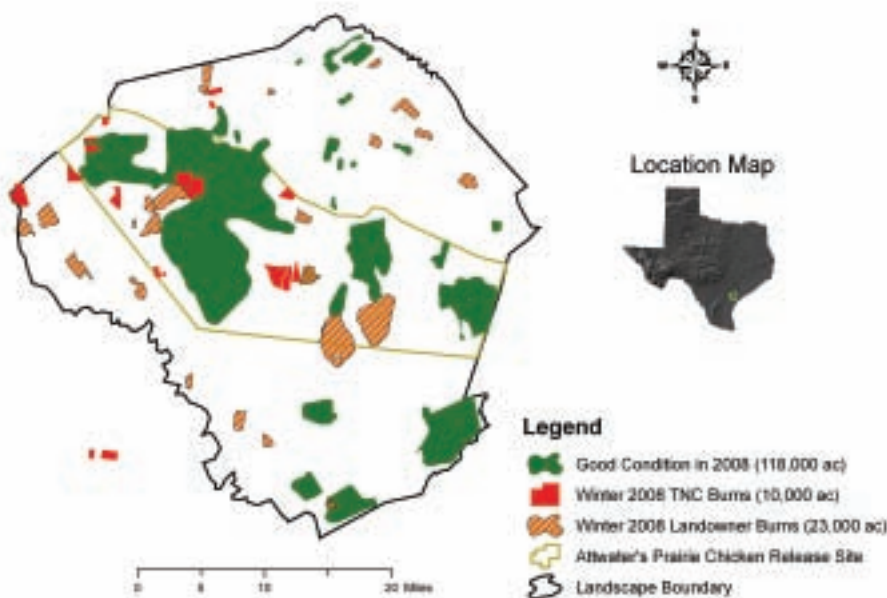 N
W E
S
Location Map
Legend
Good Condition in 2008 (118,000 ac)
Winter 2008 TNC Burns (10,000 ac)
Winter 2008 Landowner Burns (23,000 ac)
Attwater's Prairie Chicken Release Site
Landscape Boundary
0 5 10 20 Miles